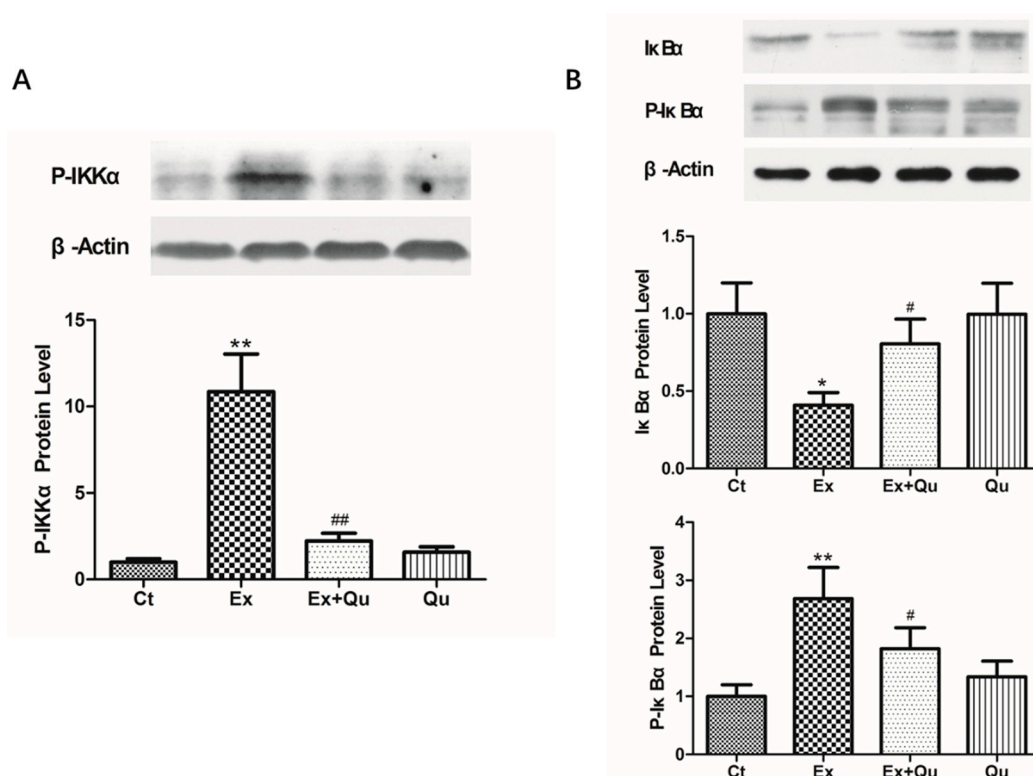 A
P-IKKα
β -Actin
P-IKKα Protein Level
15
10
5
0
**
##
Ct Ex Ex+Qu Qu
B
Iκ Bα
P-Iκ Bα
β -Actin
Iκ Bα Protein Level
1.5
1.0
0.5
0.0
*
#
Ct Ex Ex+Qu Qu
P-Iκ Bα Protein Level
4
3
2
1
0
**
#
Ct Ex Ex+Qu Qu